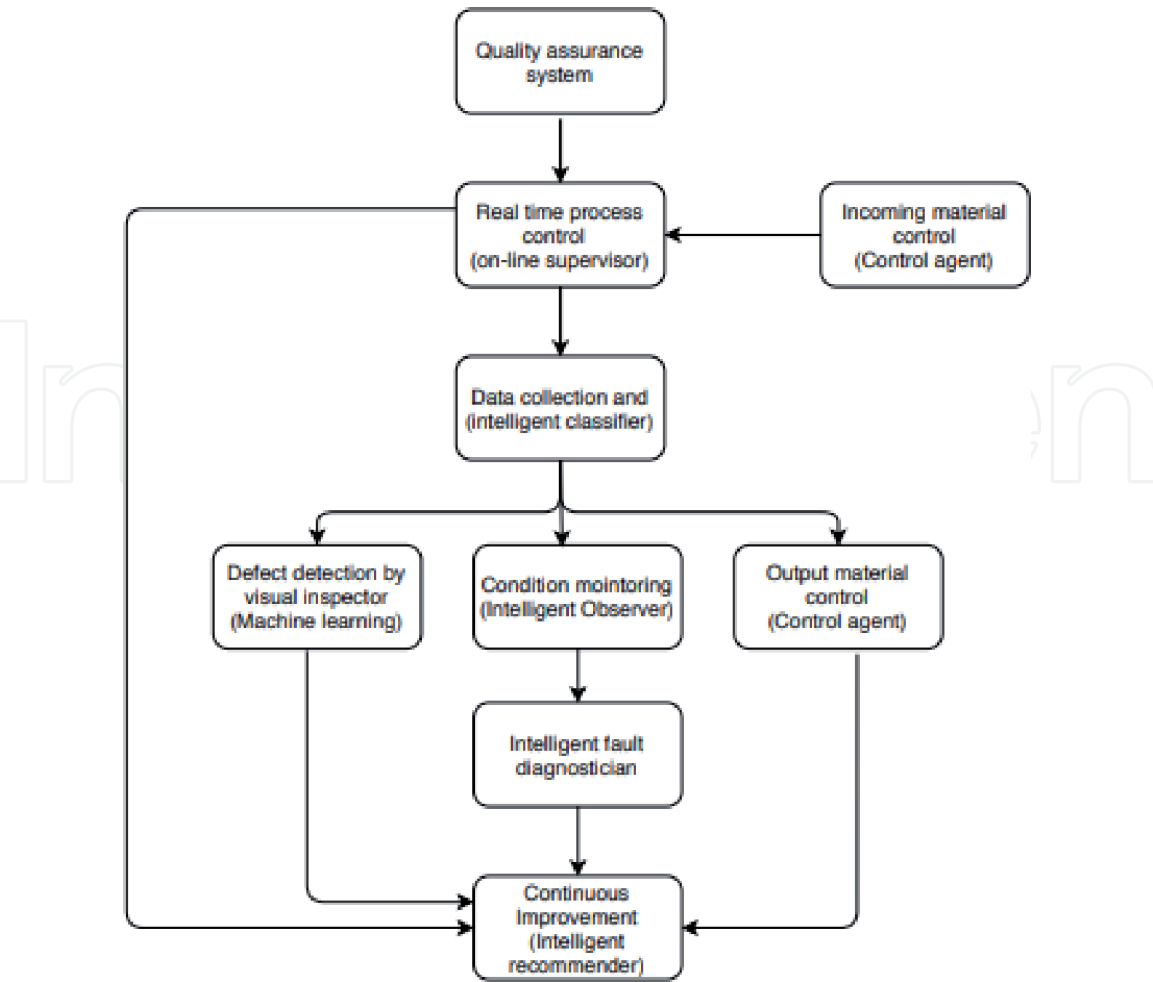 Quality assurance
system
Real time process
control
(on-line supervisor)
Incoming material
control
(Control agent)
Data collection and
(intelligent classifier)
Defect detection by
visual inspector
(Machine learning)
Condition mointoring
(Intelligent Observer)
Output material
control
(Control agent)
Intelligent fault
diagnostician
Continuous
Improvement
(Intelligent
recommender)